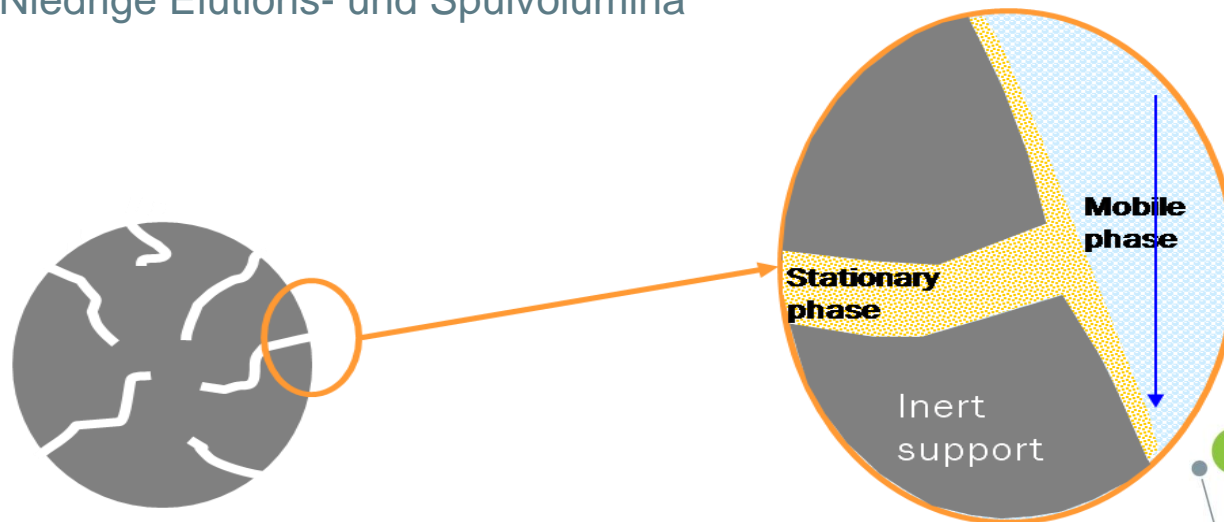 Niedrige Elutions- und Spülvolumina
Mobile
phase
Stationary
phase
Inert
support